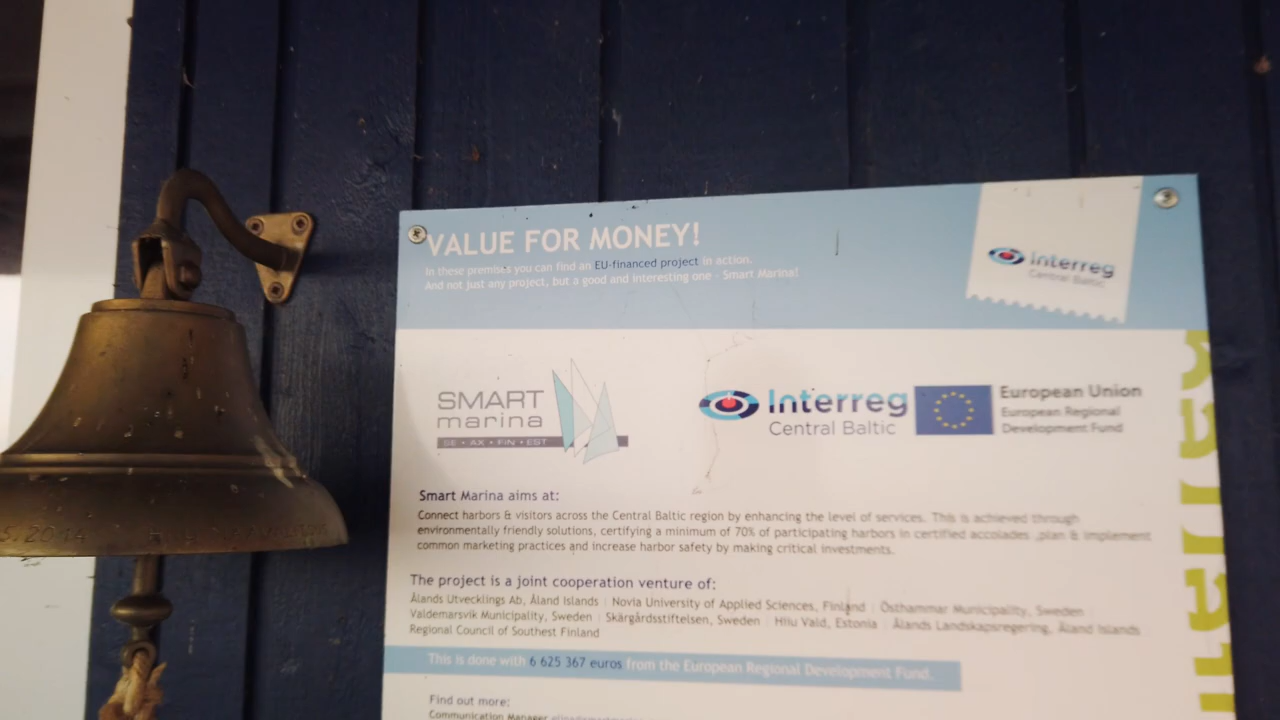 VALUE FOR MONEY!
In these premises you can find an EU-financed project in action.
And not just any project, but a good and interesting one - Smart Marina!
Interreg
Central Baltic
SMART
marina
SE • AX • FIN • EST
Interreg
Central Baltic
European Union
European Regional
Development Fund
Smart Marina aims at:
Connect harbors & visitors across the Central Baltic region by enhancing the level of services. This is achieved through
environmentally friendly solutions, certifying a minimum of 70% of participating harbors in certified accolades ,plan & implement
common marketing practices and increase harbor safety by making critical investments.
The project is a joint cooperation venture of:
Ålands Utvecklings Ab, Åland Islands | Novia University of Applied Sciences, Finland | Östhammar Municipality, Sweden
Valdemarsvik Municipality, Sweden | Skärgårdsstiftelsen, Sweden | Hiiu Vald, Estonia | Ålands Landskapsregering, Åland Islands
Regional Council of Southest Finland
This is done with 6 625 367 euros from the European Regional Development Fund.
Find out more:
Communication Manager
5.2014